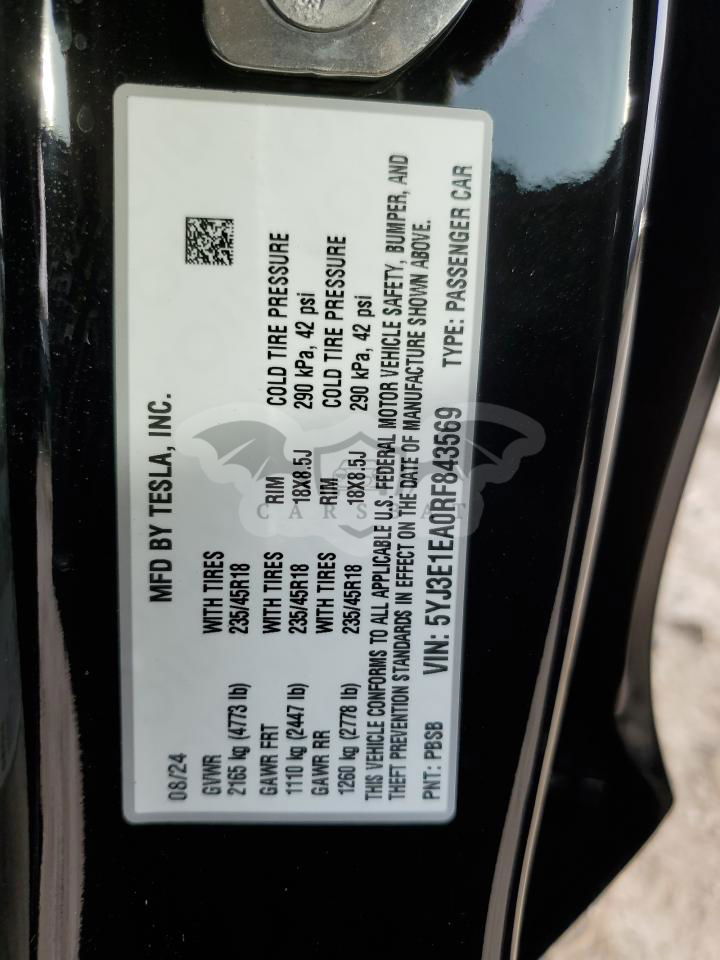 MFD BY TESLA, INC.
08/24
GVWR WITH TIRES
2165 kg (4773 lb) 235/45R18
GAWR FRT WITH TIRES RIM COLD TIRE PRESSURE
1110 kg (2447 lb) 235/45R18 18X8.5J 290 kPa, 42 psi
GAWR RR WITH TIRES RIM COLD TIRE PRESSURE
1260 kg (2778 lb) 235/45R18 18X8.5J 290 kPa, 42 psi
THIS VEHICLE CONFORMS TO ALL APPLICABLE U.S. FEDERAL MOTOR VEHICLE SAFETY, BUMPER, AND
THEFT PREVENTION STANDARDS IN EFFECT ON THE DATE OF MANUFACTURE SHOWN ABOVE.
PNT: PBSB VIN: 5YJ3E1EA0RF843569 TYPE: PASSENGER CAR
CARSBAT